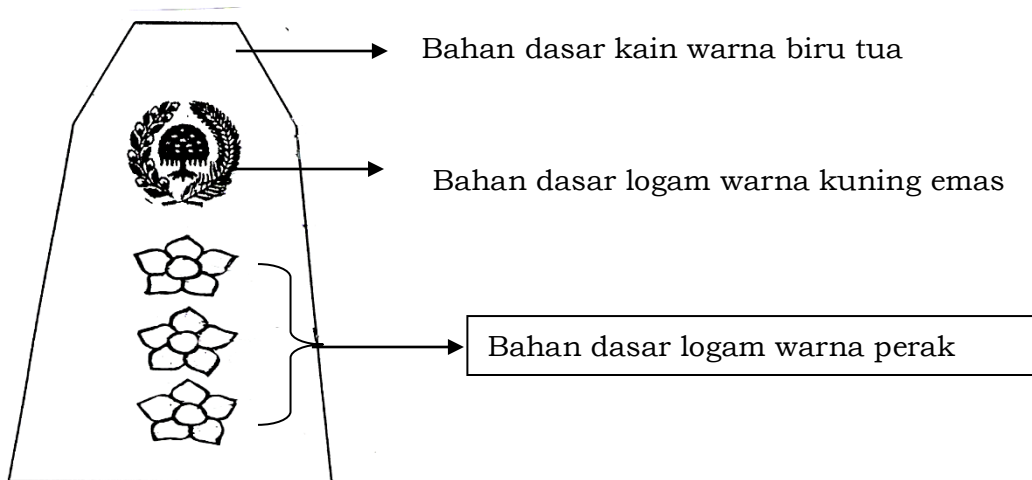 Bahan dasar kain warna biru tua
Bahan dasar logam warna kuning emas
Bahan dasar logam warna perak